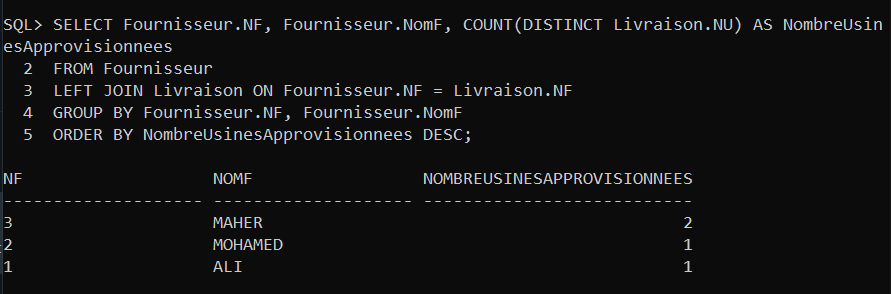 SQL> SELECT Fournisseur.NF, Fournisseur.NomF, COUNT(DISTINCT Livraison.NU) AS NombreUsin
esApprovisionnees
  2  FROM Fournisseur
  3  LEFT JOIN Livraison ON Fournisseur.NF = Livraison.NF
  4  GROUP BY Fournisseur.NF, Fournisseur.NomF
  5  ORDER BY NombreUsinesApprovisionnees DESC;

NF                   NOMF                 NOMBREUSINESAPPROVISIONNEES
-------------------- -------------------- ---------------------------
3                    MAHER                                          2
2                    MOHAMED                                        1
1                    ALI                                            1